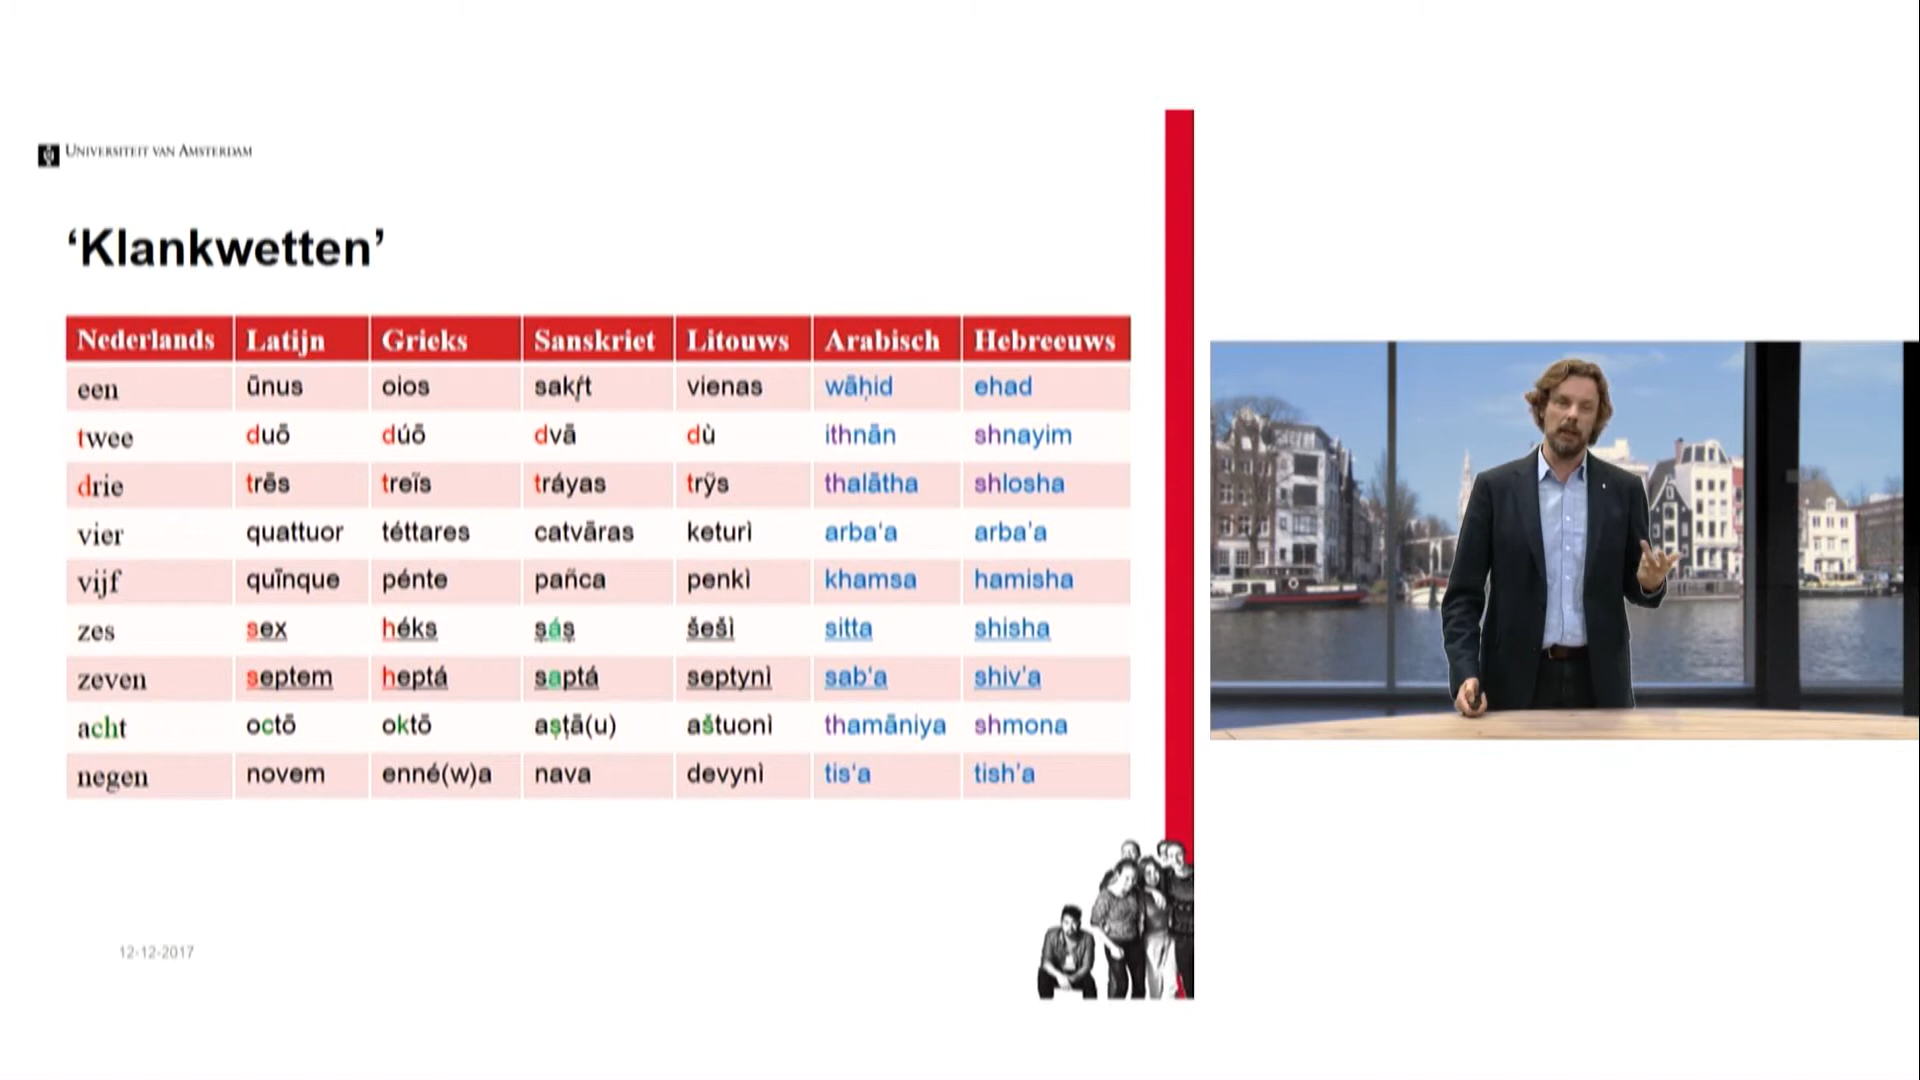 UNIVERSITEIT VAN AMSTERDAM
‘Klankwetten’
Nederlands Latijn Grieks Sanskriet Litouws Arabisch Hebreeuws
een ūnus oios sakŕ̥t vienas wāḥid ehad
twee duō dúō dvā dù ithnān shnayim
drie trēs treĩs tráyas trỹs thalātha shlosha
vier quattuor téttares catvāras keturì arba‘a arba’a
vijf quīnque pénte pañca penkì khamsa hamisha
zes sex héks ṣáṣ šešì sitta shisha
zeven septem heptá saptá septynì sab‘a shiv’a
acht octō oktō aṣṭā(u) aštuonì thamāniya shmona
negen novem enné(w)a nava devynì tis‘a tish’a
12-12-2017